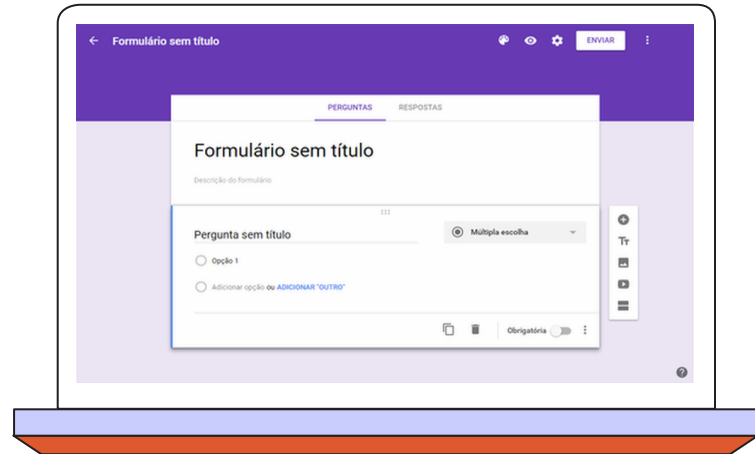 Formulário sem título
ENVIAR
PERGUNTAS RESPOSTAS
Formulário sem título
Descrição do formulário
Pergunta sem título
Múltipla escolha
Opção 1
Adicionar opção ou ADICIONAR "OUTRO"
Obrigatória